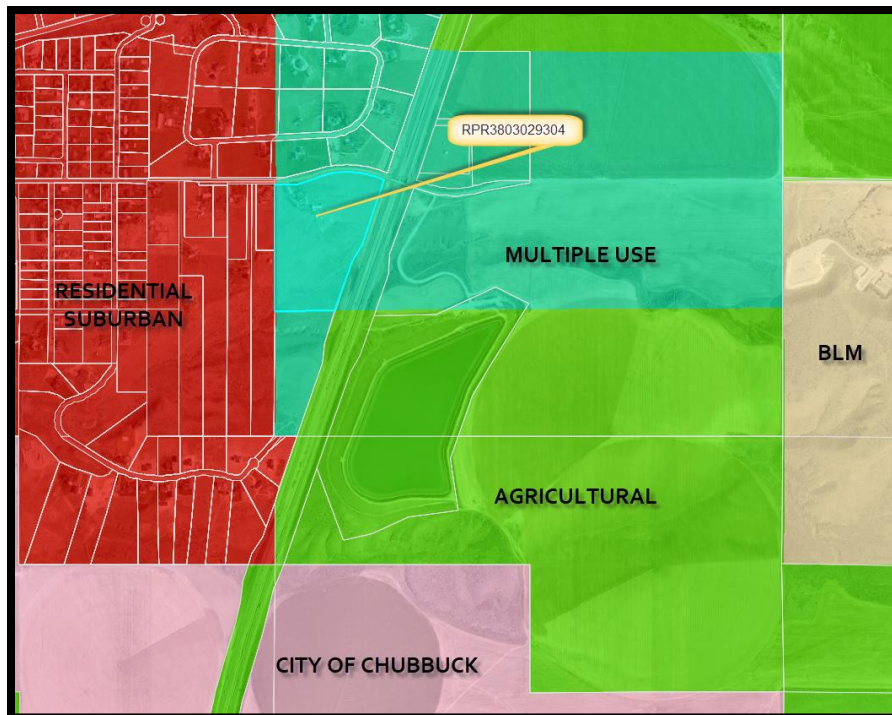 RPR3803029304
MULTIPLE USE
RESIDENTIAL
SUBURBAN
BLM
AGRICULTURAL
CITY OF CHUBBUCK